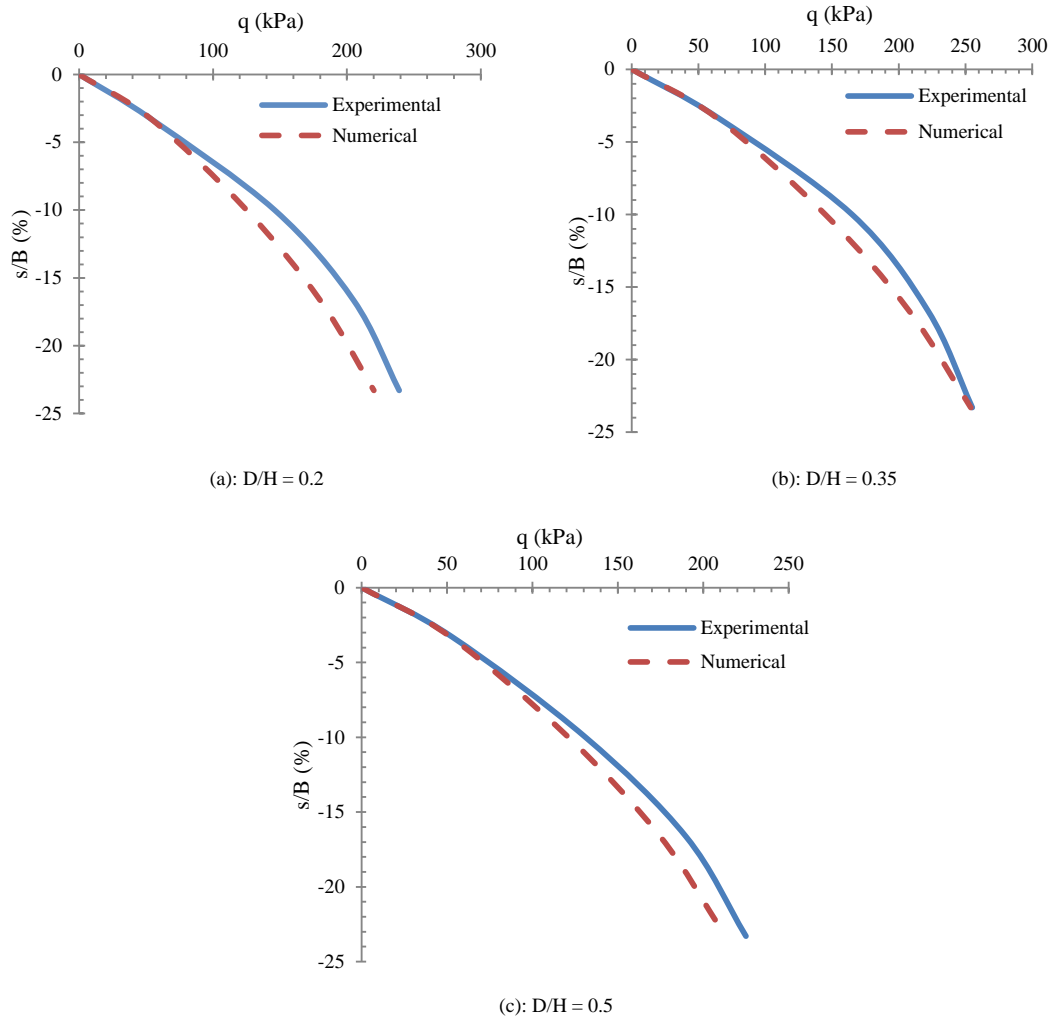 q (kPa)
0 100 200 300
0
-5
-10
-15
-20
-25
s/B (%)
Experimental
Numerical
(a): D/H = 0.2
q (kPa)
0 50 100 150 200 250 300
0
-5
-10
-15
-20
-25
s/B (%)
Experimental
Numerical
(b): D/H = 0.35
q (kPa)
0 50 100 150 200 250
0
-5
-10
-15
-20
-25
s/B (%)
Experimental
Numerical
(c): D/H = 0.5